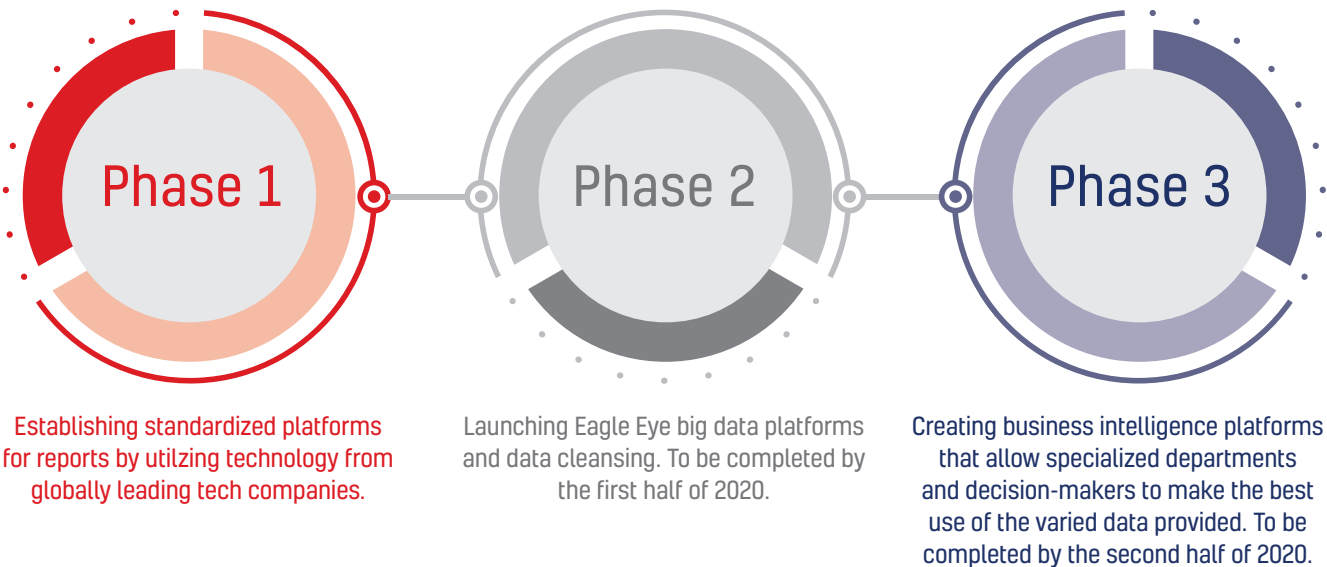 Phase 1
Establishing standardized platforms
for reports by utilzing technology from
globally leading tech companies.
Phase 2
Launching Eagle Eye big data platforms
and data cleansing. To be completed by
the first half of 2020.
Phase 3
Creating business intelligence platforms
that allow specialized departments
and decision-makers to make the best
use of the varied data provided. To be
completed by the second half of 2020.